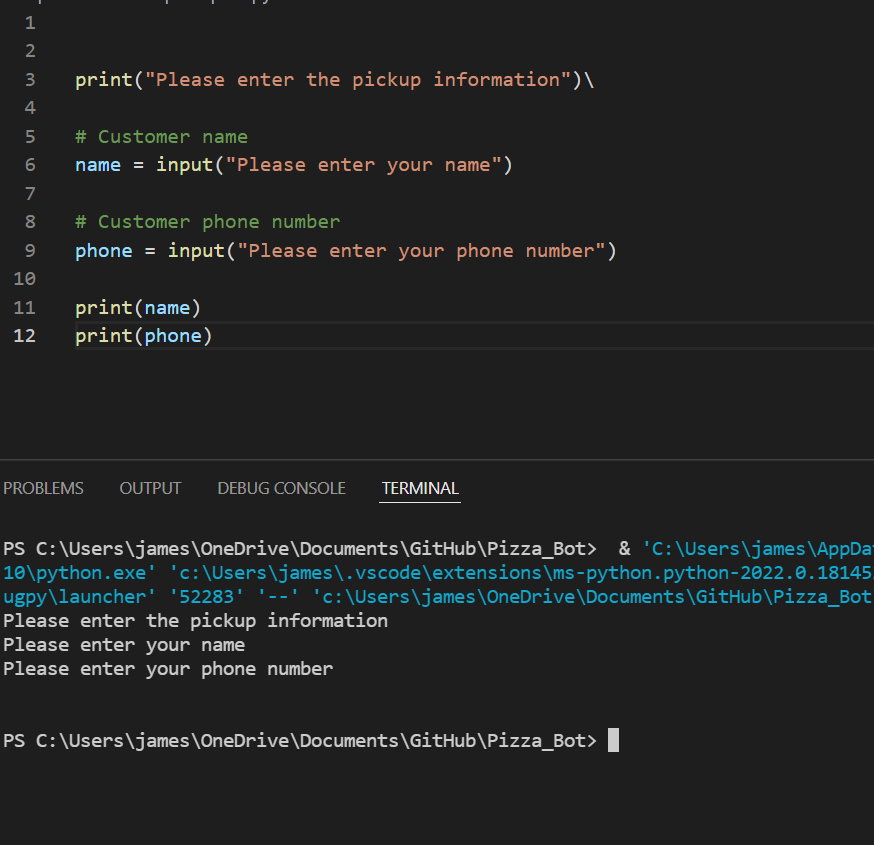 1
2
3 print("Please enter the pickup information")\
4
5 # Customer name
6 name = input("Please enter your name")
7
8 # Customer phone number
9 phone = input("Please enter your phone number")
10
11 print(name)
12 print(phone)
PROBLEMS OUTPUT DEBUG CONSOLE TERMINAL
PS C:\Users\james\OneDrive\Documents\GitHub\Pizza_Bot>  & 'C:\Users\james\AppDa
10\python.exe' 'c:\Users\james\.vscode\extensions\ms-python.python-2022.0.18145
ugpy\launcher' '52283' '--' 'c:\Users\james\OneDrive\Documents\GitHub\Pizza_Bot
Please enter the pickup information
Please enter your name
Please enter your phone number
PS C:\Users\james\OneDrive\Documents\GitHub\Pizza_Bot>